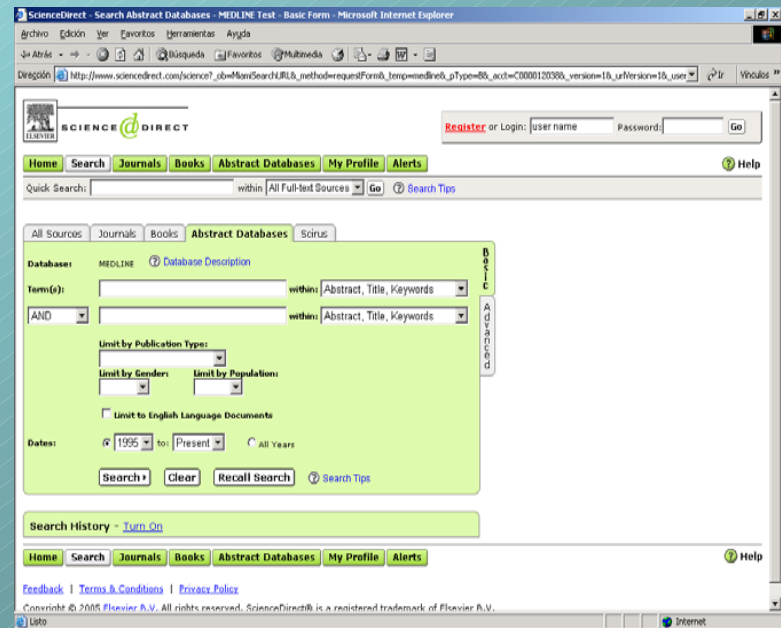 ScienceDirect - Search Abstract Databases - MEDLINE Test - Basic Form - Microsoft Internet Explorer
Archivo Edición Ver Favoritos Herramientas Ayuda
Atrás Búsqueda Favoritos Multimedia
Dirección http://www.sciencedirect.com/science?_ob=MiamiSearchURL&_method=requestForm&_temp=medline&_pType=BB&_acct=C000012038&_version=1&_urlVersion=1&_user Ir Vínculos »
ELSEVIER SCIENCE @ DIRECT Register or Login: user name Password: Go
Home Search Journals Books Abstract Databases My Profile Alerts ? Help
Quick Search: within All Full-text Sources Go ? Search Tips
All Sources Journals Books Abstract Databases Scirus
Database: MEDLINE ? Database Description
Basic
Term(s): within: Abstract, Title, Keywords
AND within: Abstract, Title, Keywords
Advanced
Limit by Publication Type:
Limit by Gender: Limit by Population:
Limit to English Language Documents
Dates: 1995 to: Present All Years
Search › Clear Recall Search ? Search Tips
Search History - Turn On
Home Search Journals Books Abstract Databases My Profile Alerts ? Help
Feedback | Terms & Conditions | Privacy Policy
Copyright © 2005 Elsevier B.V. All rights reserved. ScienceDirect® is a registered trademark of Elsevier B.V.
Listo Internet